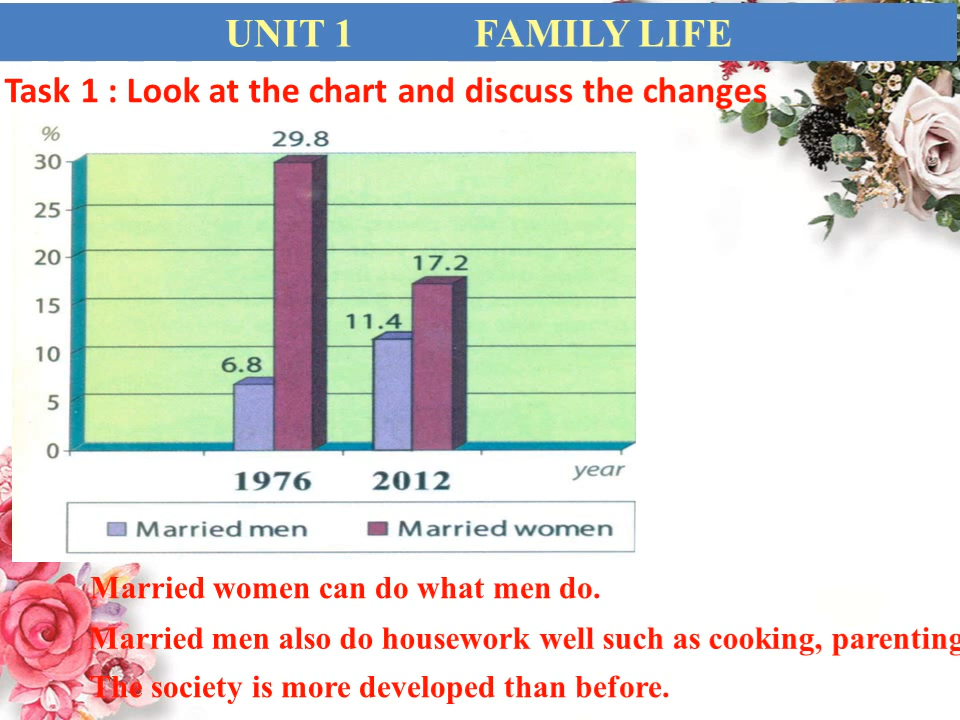 UNIT 1 FAMILY LIFE
Task 1 : Look at the chart and discuss the changes
%
29.8
30
25
20
17.2
15
11.4
10
6.8
5
0
1976 2012 year
Married men Married women
Married women can do what men do.
Married men also do housework well such as cooking, parenting
The society is more developed than before.